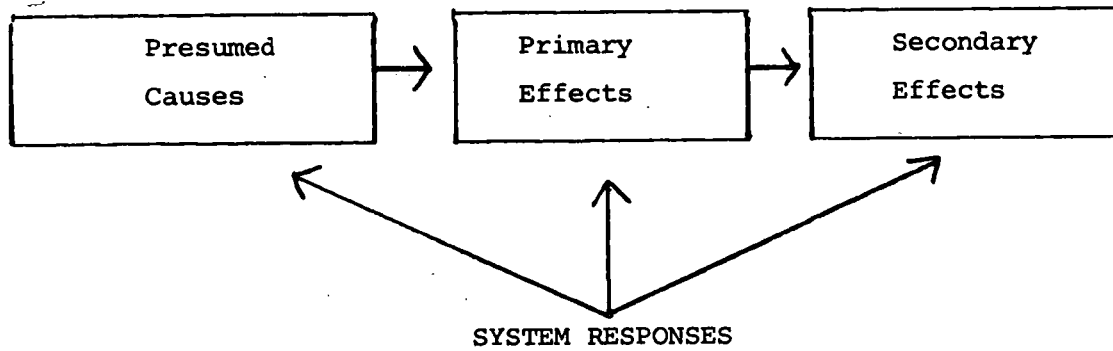 Presumed
Causes
Primary
Effects
Secondary
Effects
SYSTEM RESPONSES